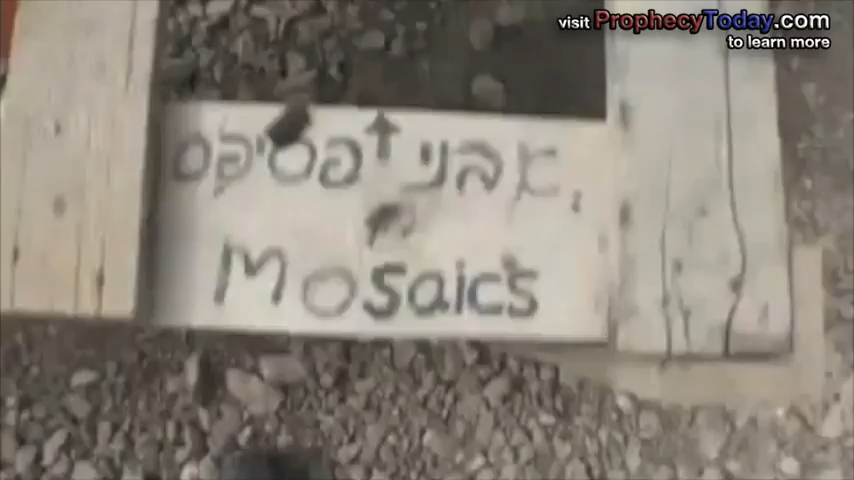 visit ProphecyToday.com
to learn more
אבני פסיפס
Mosaics